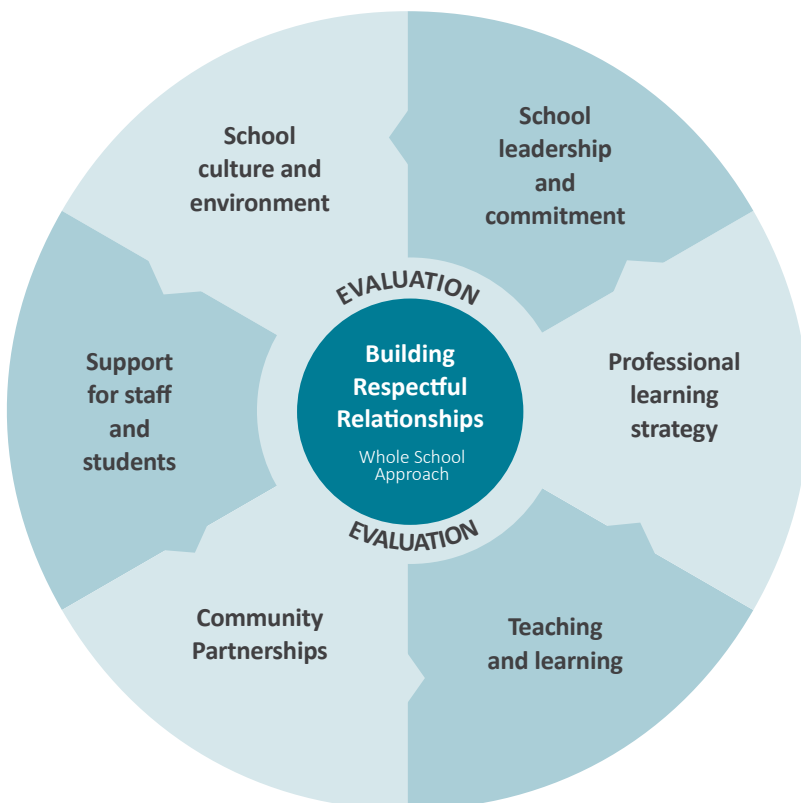 School
culture and
environment
School
leadership
and
commitment
EVALUATION
Building
Respectful
Relationships
Whole School
Approach
EVALUATION
Support
for staff
and
students
Professional
learning
strategy
Community
Partnerships
Teaching
and learning